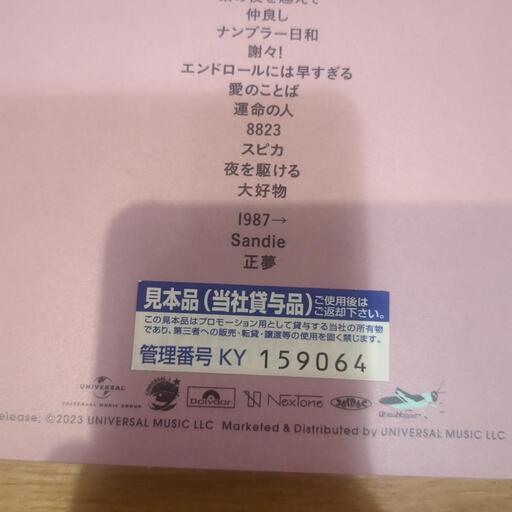 仲良し
ナンプラー日和
謝々!
エンドロールには早すぎる
愛のことば
運命の人
8823
スピカ
夜を駆ける
大好物
1987→
Sandie
正夢
見本品(当社貸与品)ご使用後は
ご返却下さい。
この見本品はプロモーション用として貸与する当社の所有物
であり、第三者への販売・転貸・譲渡等の使用を固く禁じます。
管理番号 KY 159064
UNIVERSAL
UNIVERSAL MUSIC GROUP
Polydor
NexTone
elease; ©2023 UNIVERSAL MUSIC LLC Marketed & Distributed by UNIVERSAL MUSIC LLC